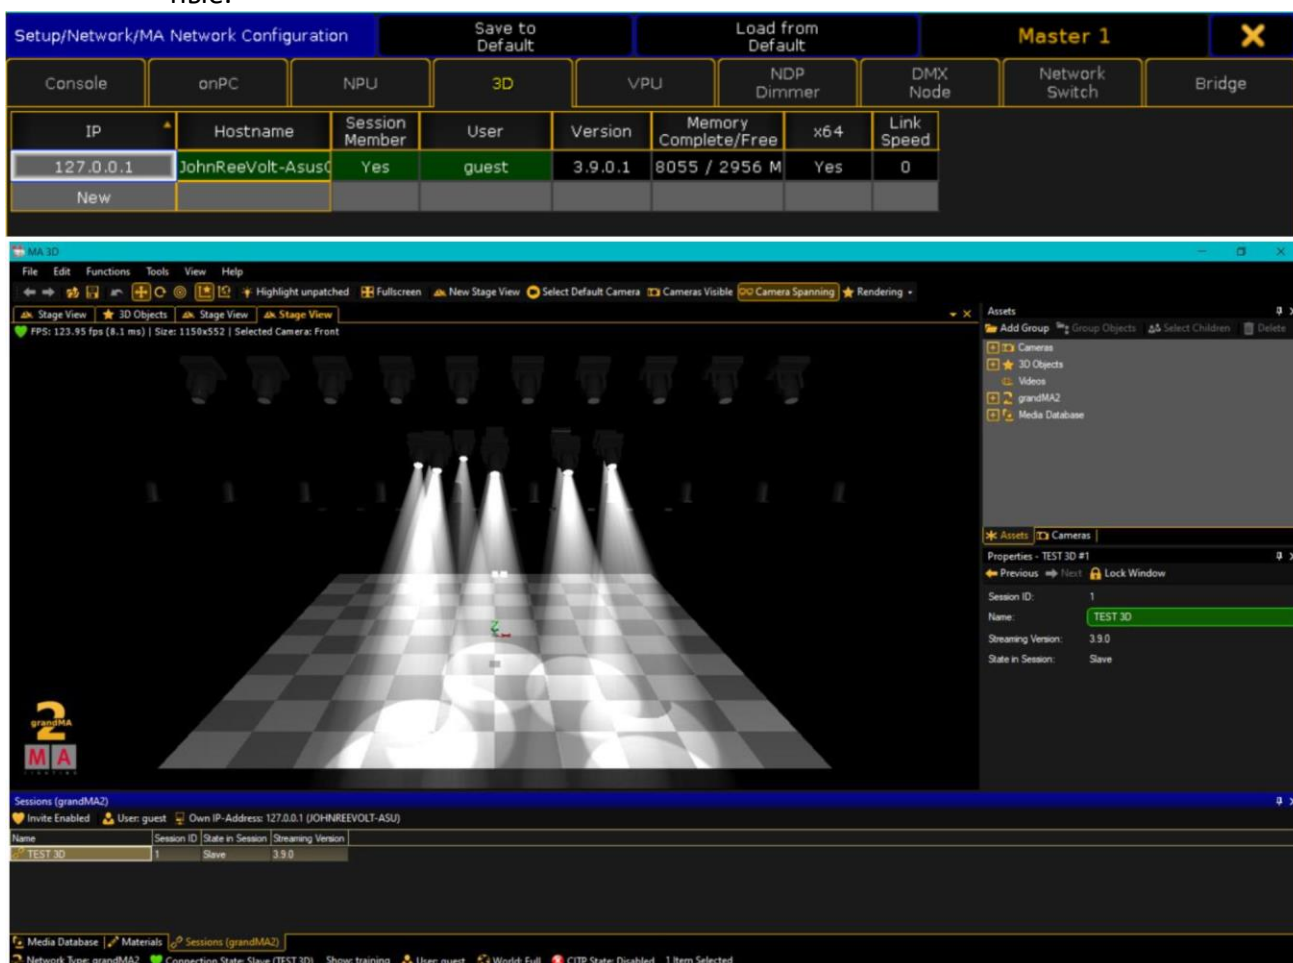 Setup/Network/MA Network Configuration
Save to Default
Load from Default
Master 1
Console onPC NPU 3D VPU NDP Dimmer DMX Node Network Switch Bridge
IP Hostname Session Member User Version Memory Complete/Free x64 Link Speed
127.0.0.1 JohnReeVolt-Asus Yes guest 3.9.0.1 8055 / 2956 M Yes 0
New
MA 3D
File Edit Functions Tools View Help
Highlight unpatched Fullscreen New Stage View Select Default Camera Cameras Visible Camera Spanning Rendering
Stage View 3D Objects Stage View Stage View
FPS: 123.95 fps (8.1 ms) | Size: 1150x552 | Selected Camera: Front
Assets
Add Group Group Objects Select Children Delete
Cameras
3D Objects
Videos
grandMA2
Media Database
Assets Cameras
Properties - TEST 3D #1
Previous Next Lock Window
Session ID: 1
Name: TEST 3D
Streaming Version: 3.9.0
State in Session: Slave
Z
2
grandMA
MA
LIGHTING
Sessions (grandMA2)
Invite Enabled User: guest Own IP-Address: 127.0.0.1 (JOHNREEVOLT-ASU)
Name Session ID State in Session Streaming Version
TEST 3D 1 Slave 3.9.0
Media Database Materials Sessions (grandMA2)
Network Type: grandMA2 Connection State: Slave (TEST 3D) Show: training User: guest World: Full CITP State: Disabled 1 Item Selected